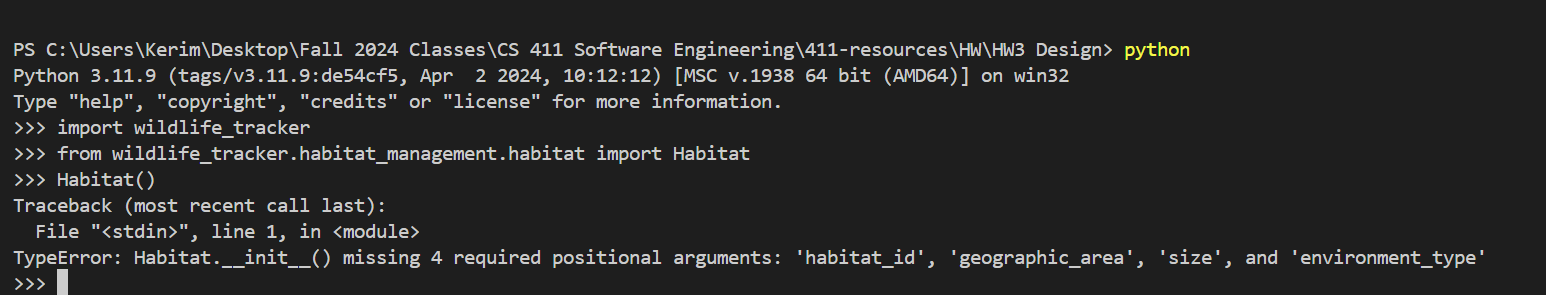 PS C:\Users\Kerim\Desktop\Fall 2024 Classes\CS 411 Software Engineering\411-resources\HW\HW3 Design> python
Python 3.11.9 (tags/v3.11.9:de54cf5, Apr  2 2024, 10:12:12) [MSC v.1938 64 bit (AMD64)] on win32
Type "help", "copyright", "credits" or "license" for more information.
>>> import wildlife_tracker
>>> from wildlife_tracker.habitat_management.habitat import Habitat
>>> Habitat()
Traceback (most recent call last):
  File "<stdin>", line 1, in <module>
TypeError: Habitat.__init__() missing 4 required positional arguments: 'habitat_id', 'geographic_area', 'size', and 'environment_type'
>>>